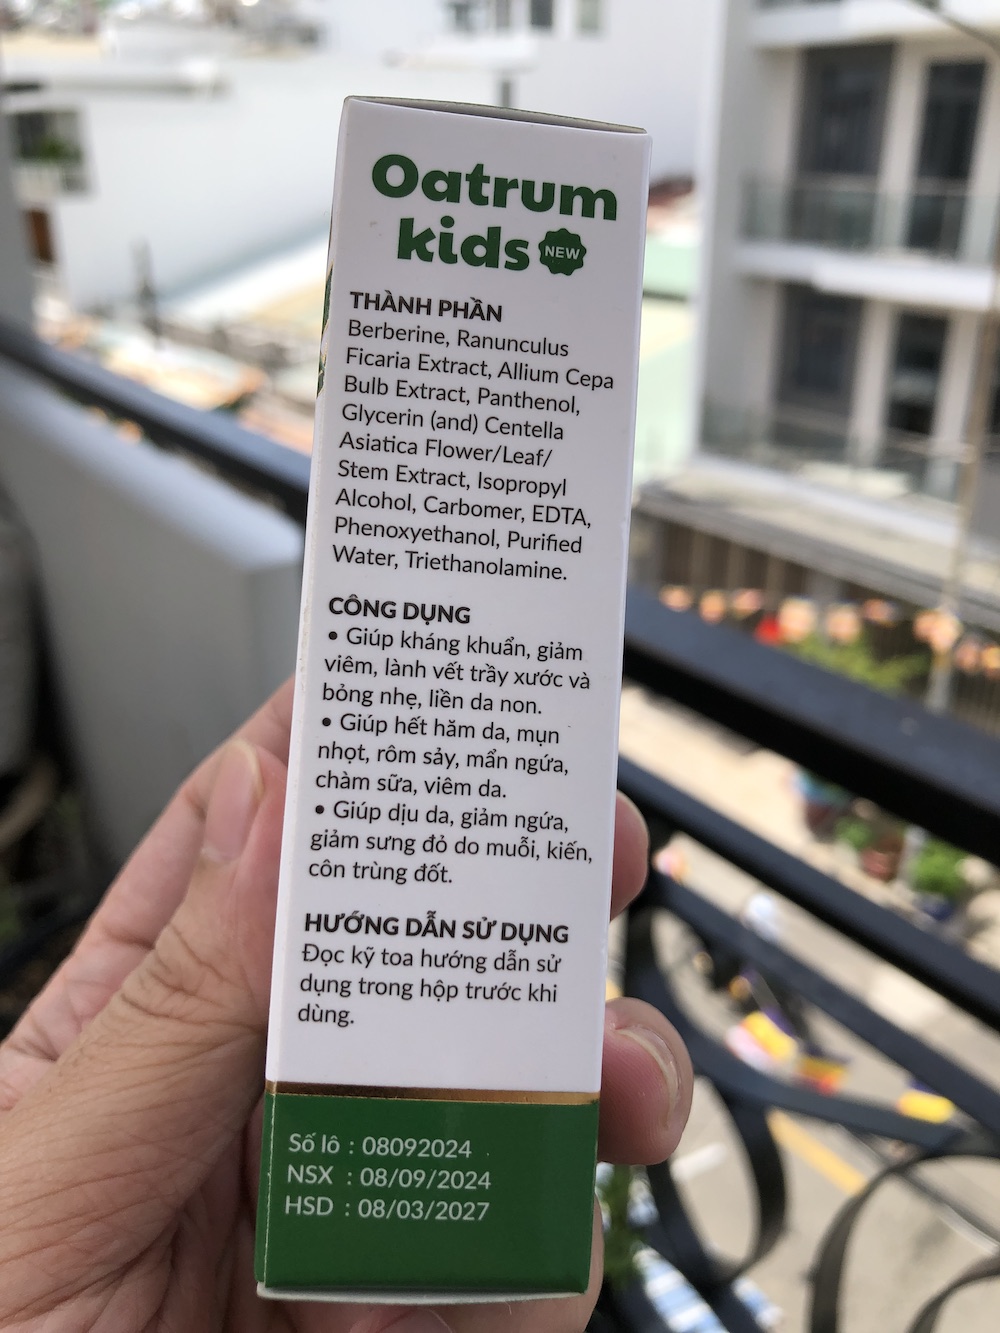 Oatrum
kids NEW
THÀNH PHẦN
Berberine, Ranunculus
Ficaria Extract, Allium Cepa
Bulb Extract, Panthenol,
Glycerin (and) Centella
Asiatica Flower/Leaf/
Stem Extract, Isopropyl
Alcohol, Carbomer, EDTA,
Phenoxyethanol, Purified
Water, Triethanolamine.
CÔNG DỤNG
• Giúp kháng khuẩn, giảm
viêm, lành vết trầy xước và
bỏng nhẹ, liền da non.
• Giúp hết hăm da, mụn
nhọt, rôm sảy, mẩn ngứa,
chàm sữa, viêm da.
• Giúp dịu da, giảm ngứa,
giảm sưng đỏ do muỗi, kiến,
côn trùng đốt.
HƯỚNG DẪN SỬ DỤNG
Đọc kỹ toa hướng dẫn sử
dụng trong hộp trước khi
dùng.
Số lô : 08092024
NSX : 08/09/2024
HSD : 08/03/2027